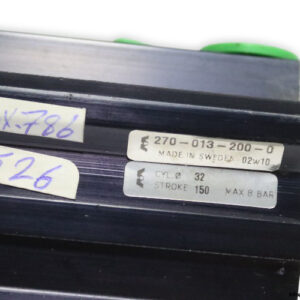 X-786
270-013-200-0
MADE IN SWEDEN 02w10
526
CYL.Ø 32
STROKE 150 MAX 8 BAR